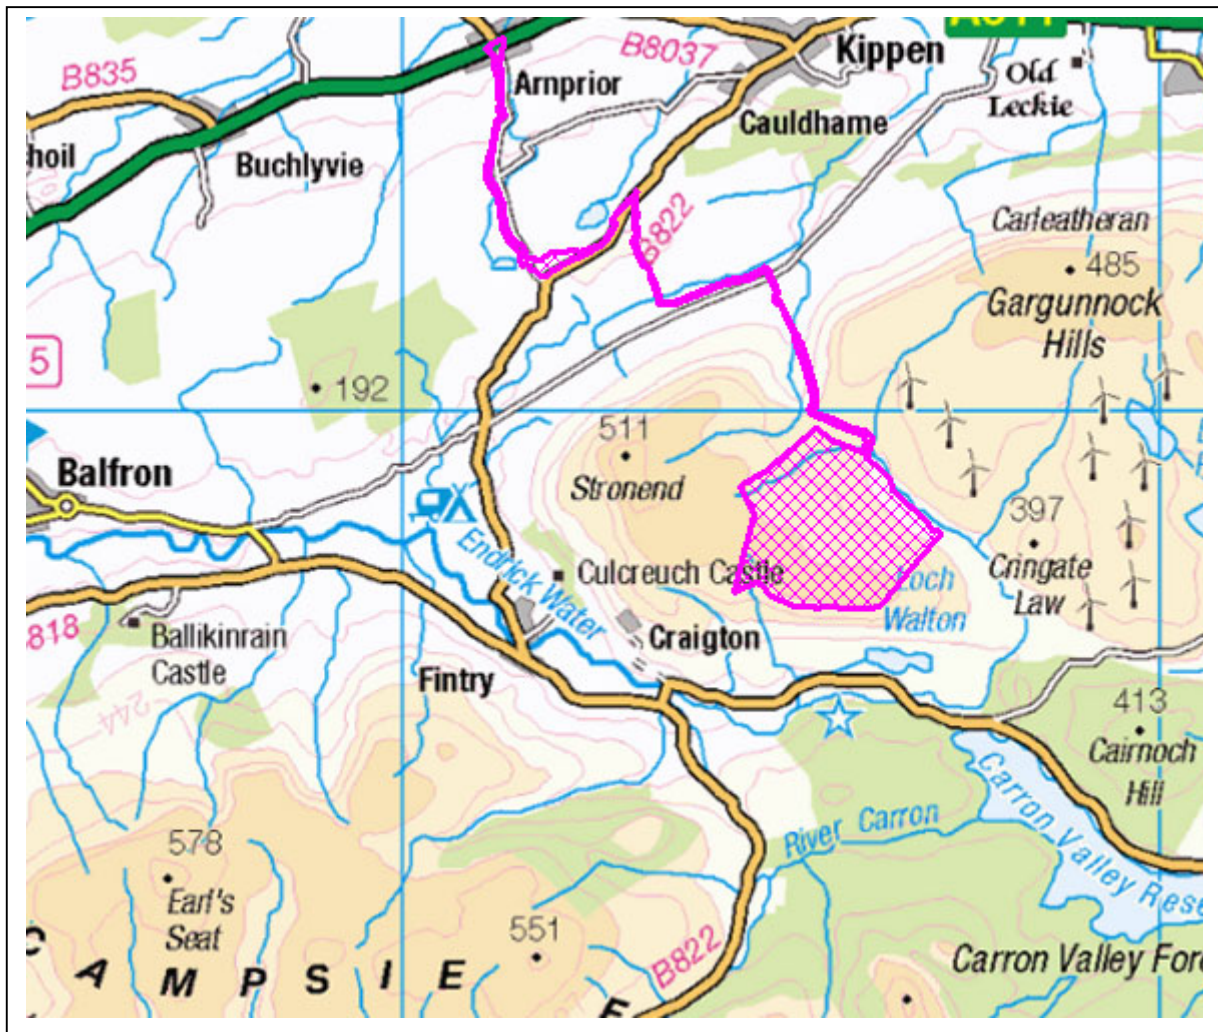 B8037
Kippen
B835
Arnprior
Old
Leckie
Cauldhame
hoil
Buchlyvie
B822
Carleatheran
485
Gargunnock
Hills
5
192
511
Stronend
Balfron
397
Cringate
Law
Endrick Water
Culcreuch Castle
Loch
Walton
818
Ballikinrain
Castle
Craigton
Fintry
244
413
Cairnoch
Hill
Carron Valley Rese
River Carron
578
Earl's
Seat
551
B822
Carron Valley Fore
C A M P S I E F